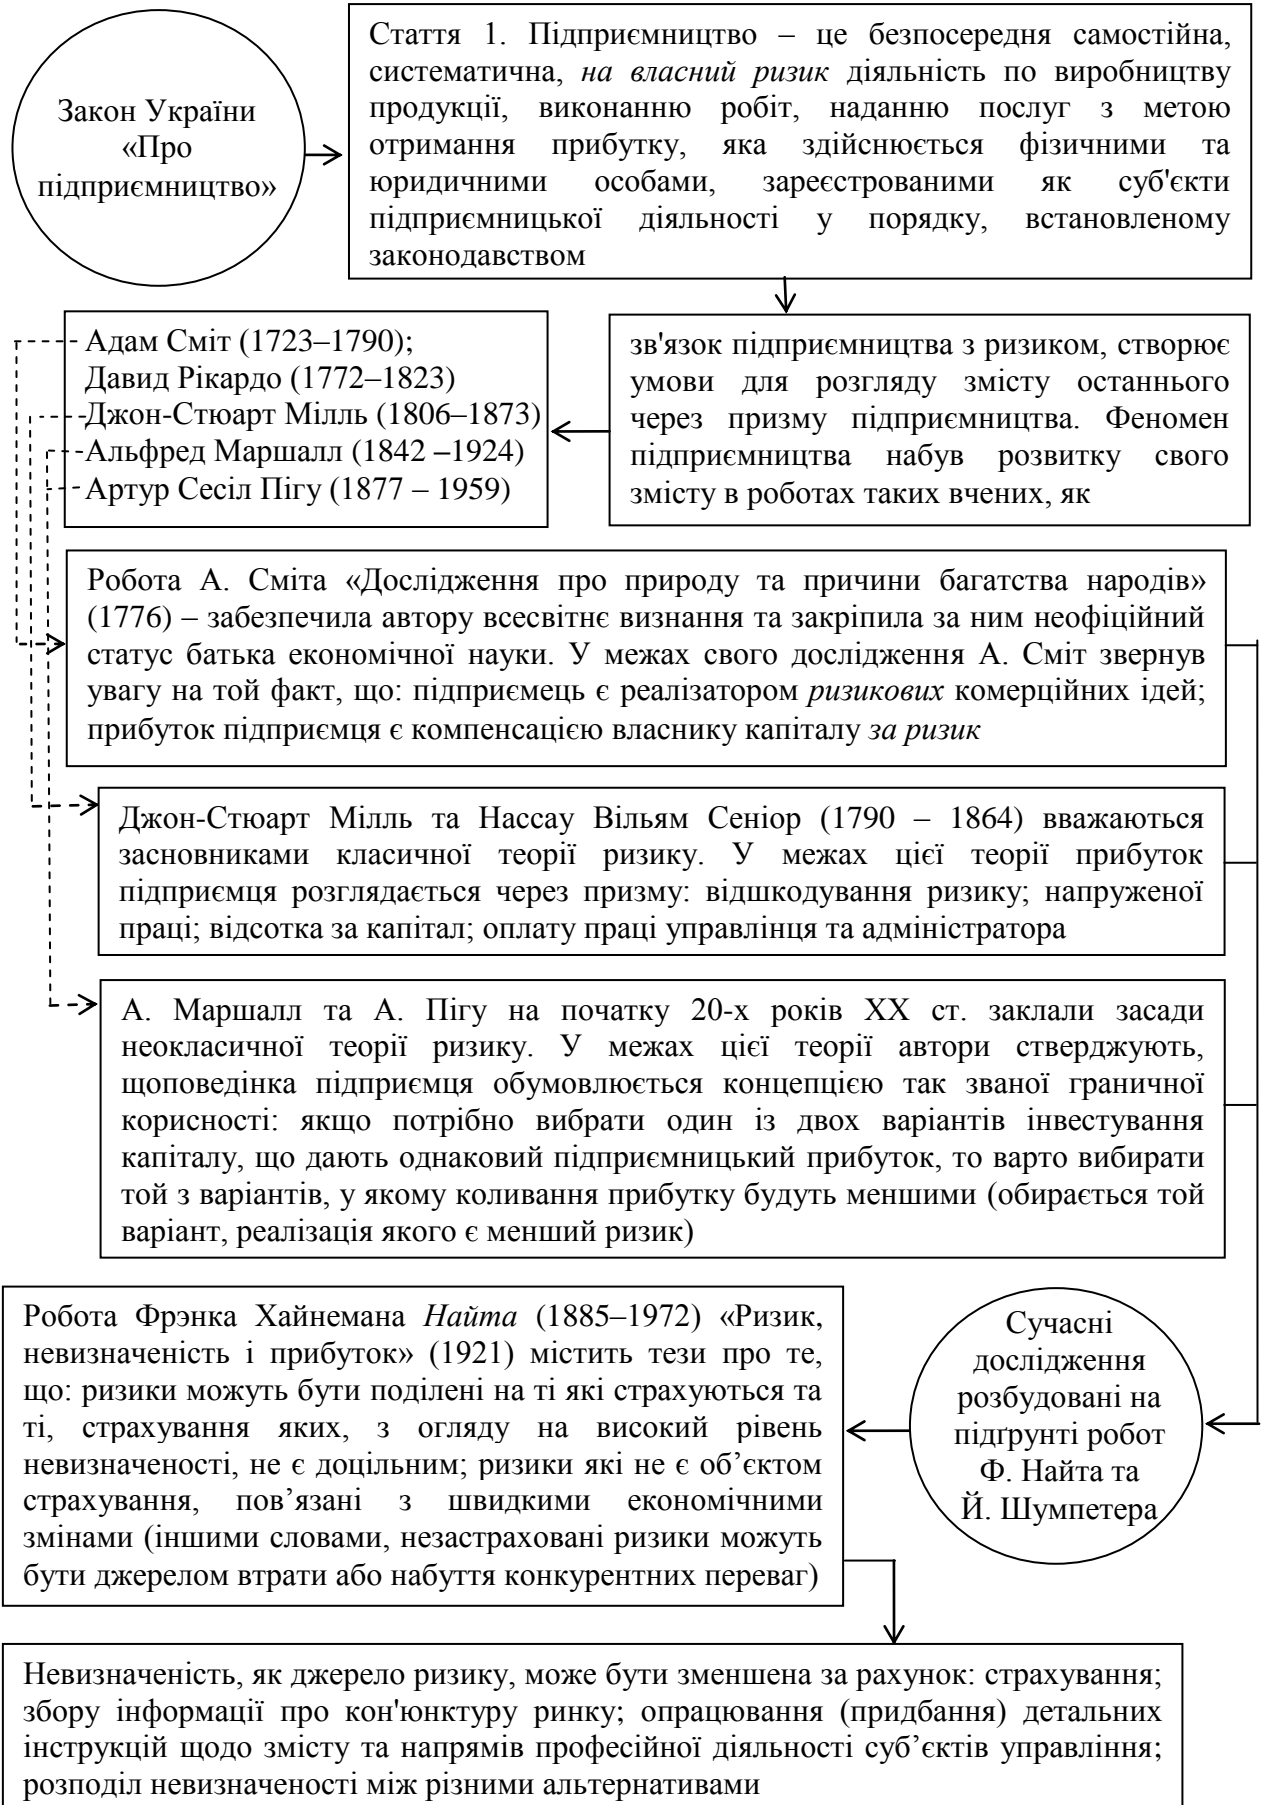 Закон України
«Про
підприємництво»
Стаття 1. Підприємництво – це безпосередня самостійна,
систематична, на власний ризик діяльність по виробництву
продукції, виконанню робіт, наданню послуг з метою
отримання прибутку, яка здійснюється фізичними та
юридичними особами, зареєстрованими як суб'єкти
підприємницької діяльності у порядку, встановленому
законодавством
зв'язок підприємництва з ризиком, створює
умови для розгляду змісту останнього
через призму підприємництва. Феномен
підприємництва набув розвитку свого
змісту в роботах таких вчених, як
Адам Сміт (1723–1790);
Давид Рікардо (1772–1823)
Джон-Стюарт Мілль (1806–1873)
Альфред Маршалл (1842 –1924)
Артур Сесіл Пігу (1877 – 1959)
Робота А. Сміта «Дослідження про природу та причини багатства народів»
(1776) – забезпечила автору всесвітнє визнання та закріпила за ним неофіційний
статус батька економічної науки. У межах свого дослідження А. Сміт звернув
увагу на той факт, що: підприємець є реалізатором ризикових комерційних ідей;
прибуток підприємця є компенсацією власнику капіталу за ризик
Джон-Стюарт Мілль та Нассау Вільям Сеніор (1790 – 1864) вважаються
засновниками класичної теорії ризику. У межах цієї теорії прибуток
підприємця розглядається через призму: відшкодування ризику; напруженої
праці; відсотка за капітал; оплату праці управлінця та адміністратора
А. Маршалл та А. Пігу на початку 20-х років ХХ ст. заклали засади
неокласичної теорії ризику. У межах цієї теорії автори стверджують,
щоповедінка підприємця обумовлюється концепцією так званої граничної
корисності: якщо потрібно вибрати один із двох варіантів інвестування
капіталу, що дають однаковий підприємницький прибуток, то варто вибирати
той з варіантів, у якому коливання прибутку будуть меншими (обирається той
варіант, реалізація якого є менший ризик)
Сучасні
дослідження
розбудовані на
підґрунті робот
Ф. Найта та
Й. Шумпетера
Робота Фрэнка Хайнемана Найта (1885–1972) «Ризик,
невизначеність і прибуток» (1921) містить тези про те,
що: ризики можуть бути поділені на ті які страхуються та
ті, страхування яких, з огляду на високий рівень
невизначеності, не є доцільним; ризики які не є об’єктом
страхування, пов’язані з швидкими економічними
змінами (іншими словами, незастраховані ризики можуть
бути джерелом втрати або набуття конкурентних переваг)
Невизначеність, як джерело ризику, може бути зменшена за рахунок: страхування;
збору інформації про кон'юнктуру ринку; опрацювання (придбання) детальних
інструкцій щодо змісту та напрямів професійної діяльності суб’єктів управління;
розподіл невизначеності між різними альтернативами